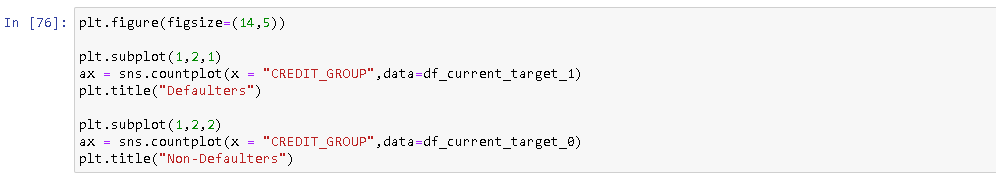 In [76]: plt.figure(figsize=(14,5))
plt.subplot(1,2,1)
ax = sns.countplot(x = "CREDIT_GROUP",data=df_current_target_1)
plt.title("Defaulters")
plt.subplot(1,2,2)
ax = sns.countplot(x = "CREDIT_GROUP",data=df_current_target_0)
plt.title("Non-Defaulters")